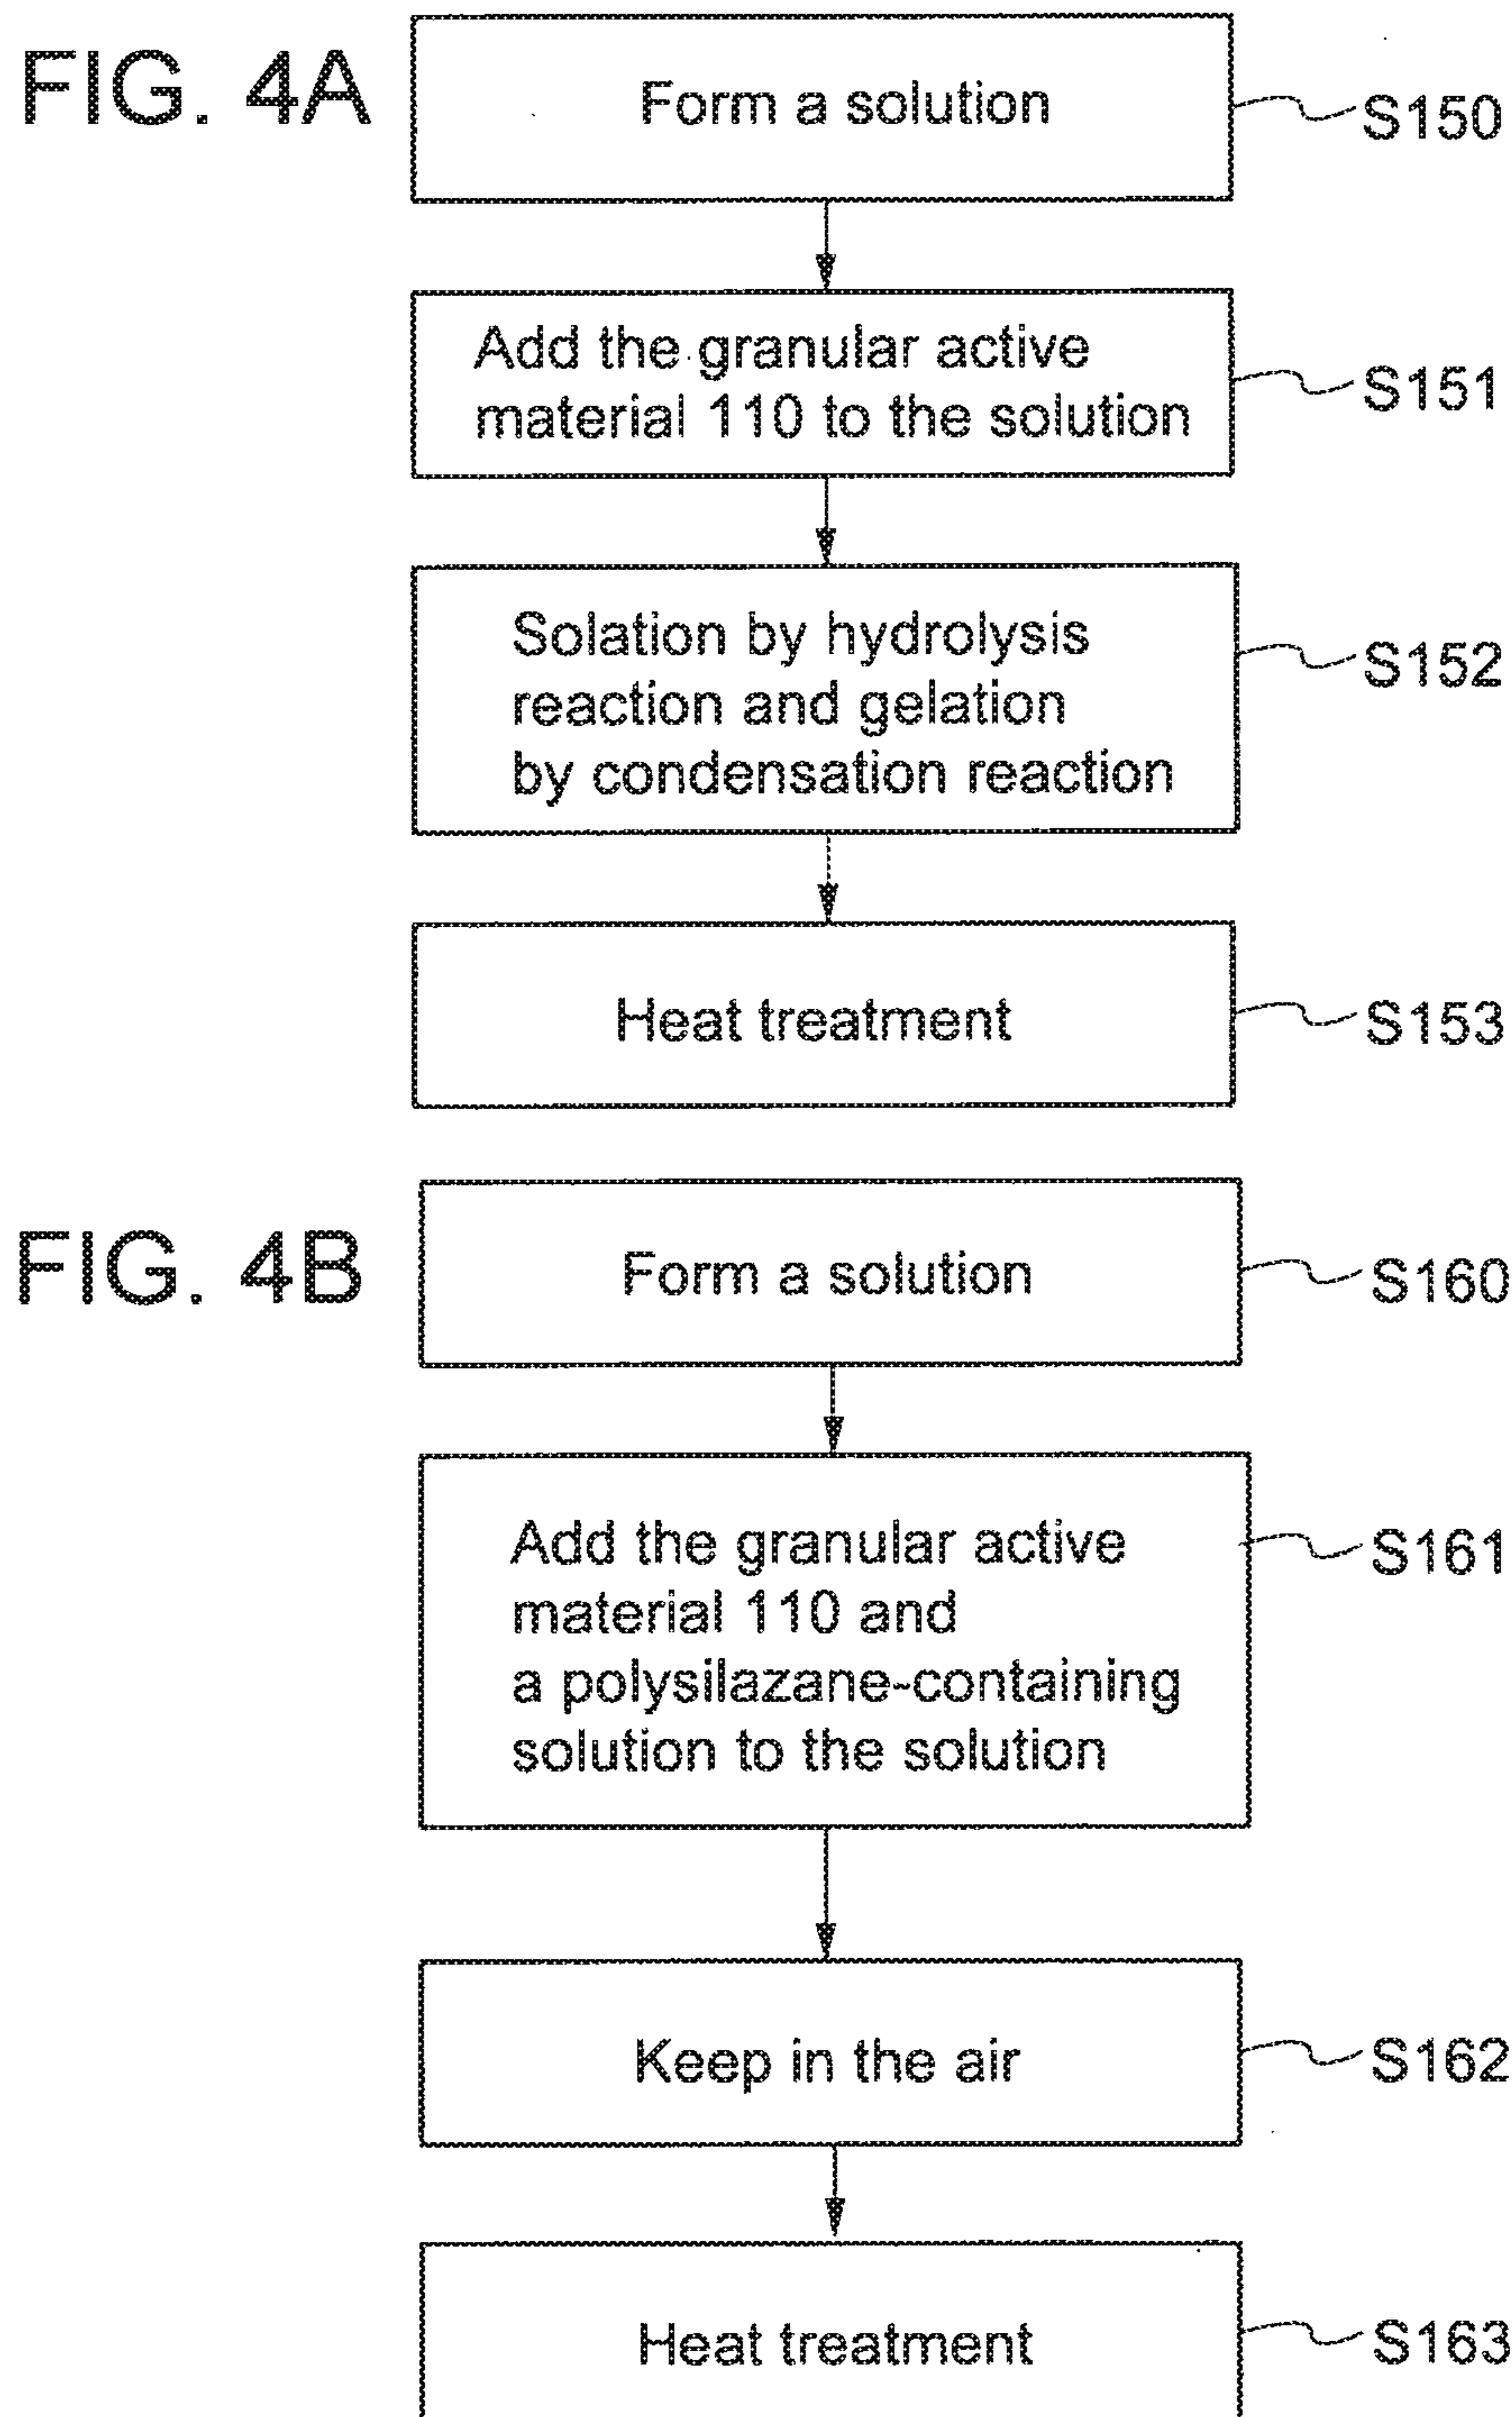 FIG. 4A
Form a solution
S150
Add the granular active
material 110 to the solution
S151
Solation by hydrolysis
reaction and gelation
by condensation reaction
S152
Heat treatment
S153
FIG. 4B
Form a solution
S160
Add the granular active
material 110 and
a polysilazane-containing
solution to the solution
S161
Keep in the air
S162
Heat treatment
S163